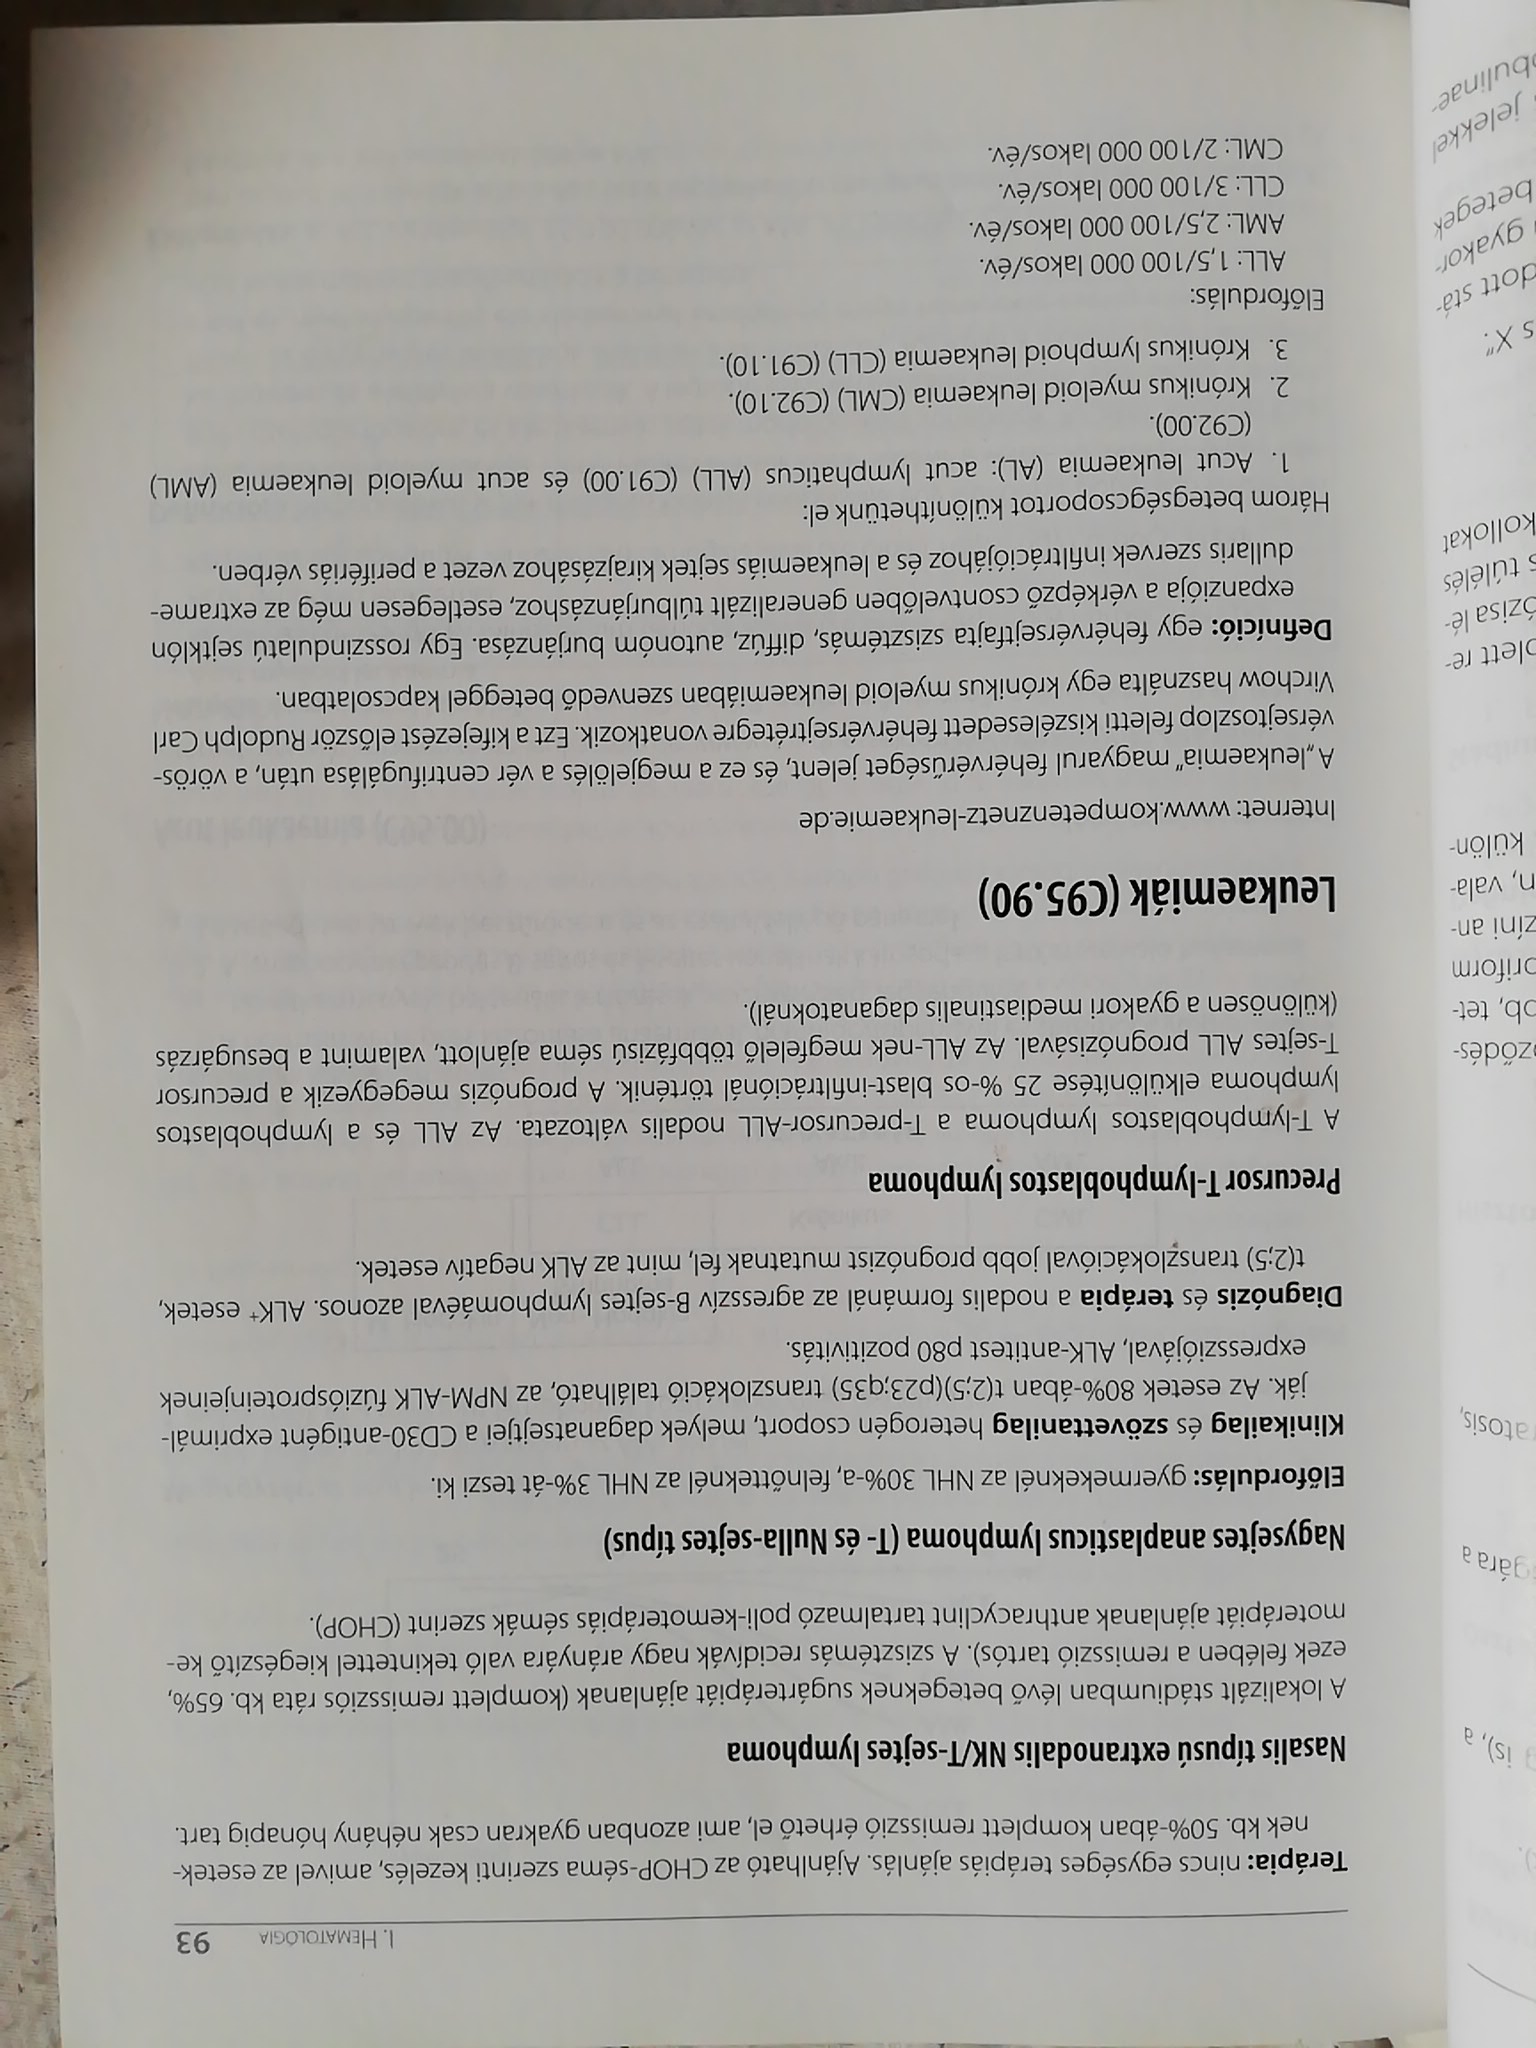 I. HEMATOLÓGIA 93
Terápia: nincs egységes terápiás ajánlás. Ajánlható az CHOP-séma szerinti kezelés, amivel az esetek-
nek kb. 50%-ában komplett remisszió érhető el, ami azonban gyakran csak néhány hónapig tart.
Nasalis típusú extranodalis NK/T-sejtes lymphoma
A lokalizált stádiumban lévő betegeknek sugárterápiát ajánlanak (komplett remissziós ráta kb. 65%,
ezek felében a remisszió tartós). A szisztémás recidívák nagy arányára való tekintettel kiegészítő ke-
moterápiát ajánlanak anthracyclint tartalmazó poli-kemoterápiás sémák szerint (CHOP).
Nagysejtes anaplasticus lymphoma (T- és Nulla-sejtes típus)
Előfordulás: gyermekeknél az NHL 30%-a, felnőtteknél az NHL 3%-át teszi ki.
Klinikailag és szövettanilag heterogén csoport, melyek daganatsejtjei a CD30-antigént exprimál-
ják. Az esetek 80%-ában t(2;5)(p23;q35) transzlokáció található, az NPM-ALK fúziósproteinjeinek
expressziójával, ALK-antitest p80 pozitivitás.
Diagnózis és terápia a nodalis formánál az agresszív B-sejtes lymphomáéval azonos. ALK+ esetek,
t(2;5) transzlokációval jobb prognózist mutatnak fel, mint az ALK negatív esetek.
Precursor T-lymphoblastos lymphoma
A T-lymphoblastos lymphoma a T-precursor-ALL nodalis változata. Az ALL és a lymphoblastos
lymphoma elkülönítése 25 %-os blast-infiltrációnál történik. A prognózis megegyezik a precursor
T-sejtes ALL prognózisával. Az ALL-nek megfelelő többfázisú séma ajánlott, valamint a besugárzás
(különösen a gyakori mediastinalis daganatoknál).
Leukaemiák (C95.90)
Internet: www.kompetenznetz-leukaemie.de
A „leukaemia” magyarul fehérvérűséget jelent, és ez a megjelölés a vér centrifugálása után, a vörös-
vérsejtoszlop feletti kiszélesedett fehérvérsejtrétegre vonatkozik. Ezt a kifejezést először Rudolph Carl
Virchow használta egy krónikus myeloid leukaemiában szenvedő beteggel kapcsolatban.
Definíció: egy fehérvérsejtfajta szisztémás, diffúz, autonóm burjánzása. Egy rosszindulatú sejtklón
expanziója a vérképző csontvelőben generalizált túlburjánzáshoz, esetlegesen még az extrame-
dullaris szervek infiltrációjához és a leukaemiás sejtek kirajzásához vezet a perifériás vérben.
Három betegségcsoportot különíthetünk el:
1. Acut leukaemia (AL): acut lymphaticus (ALL) (C91.00) és acut myeloid leukaemia (AML)
(C92.00).
2. Krónikus myeloid leukaemia (CML) (C92.10).
3. Krónikus lymphoid leukaemia (CLL) (C91.10).
Előfordulás:
ALL: 1,5/100 000 lakos/év.
AML: 2,5/100 000 lakos/év.
CLL: 3/100 000 lakos/év.
CML: 2/100 000 lakos/év.